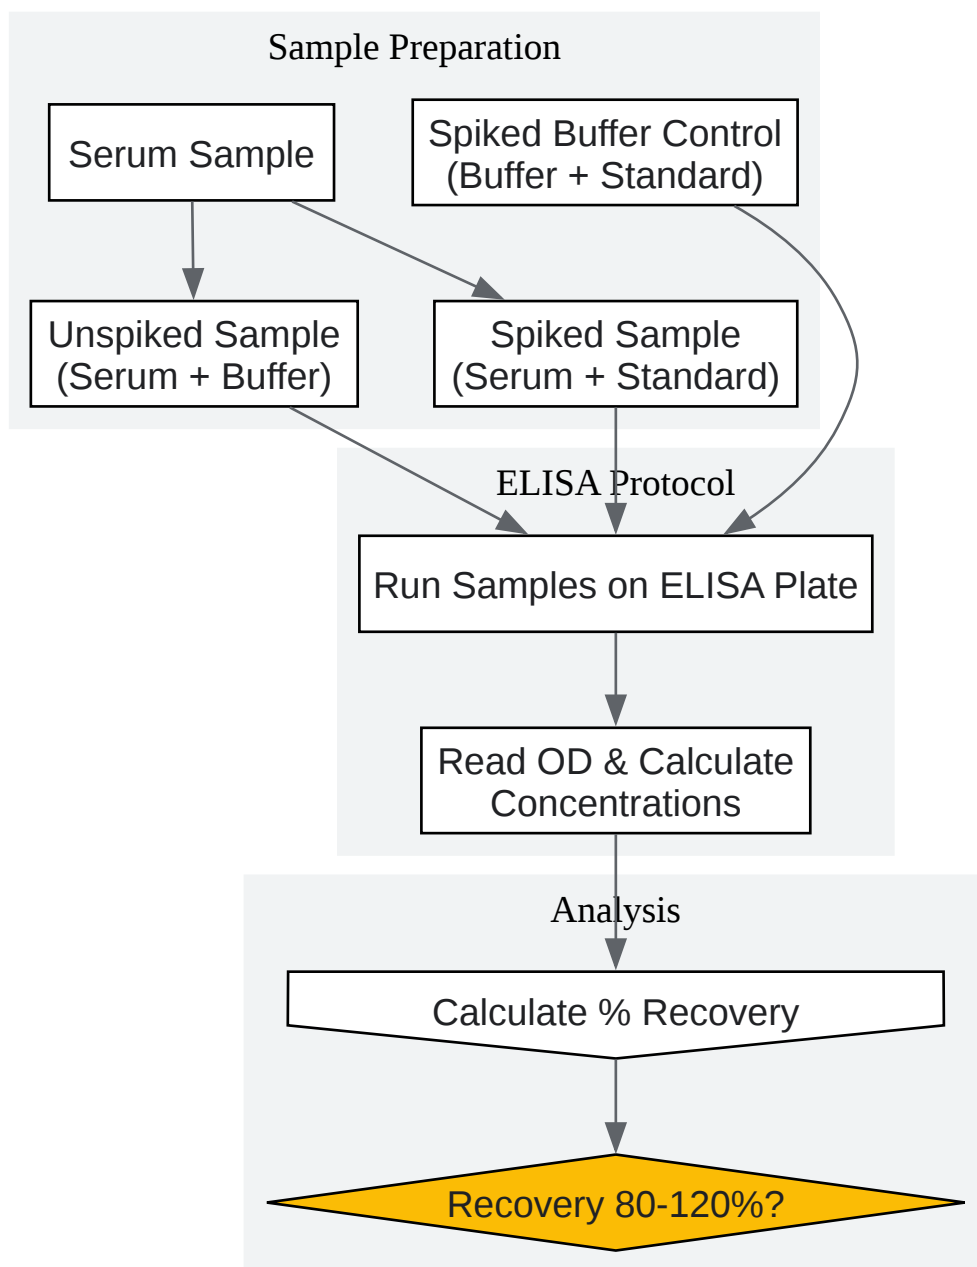 Sample Preparation
Serum Sample
Spiked Buffer Control
(Buffer + Standard)
Unspiked Sample
(Serum + Buffer)
Spiked Sample
(Serum + Standard)
ELISA Protocol
Run Samples on ELISA Plate
Read OD & Calculate
Concentrations
Analysis
Calculate % Recovery
Recovery 80-120%?